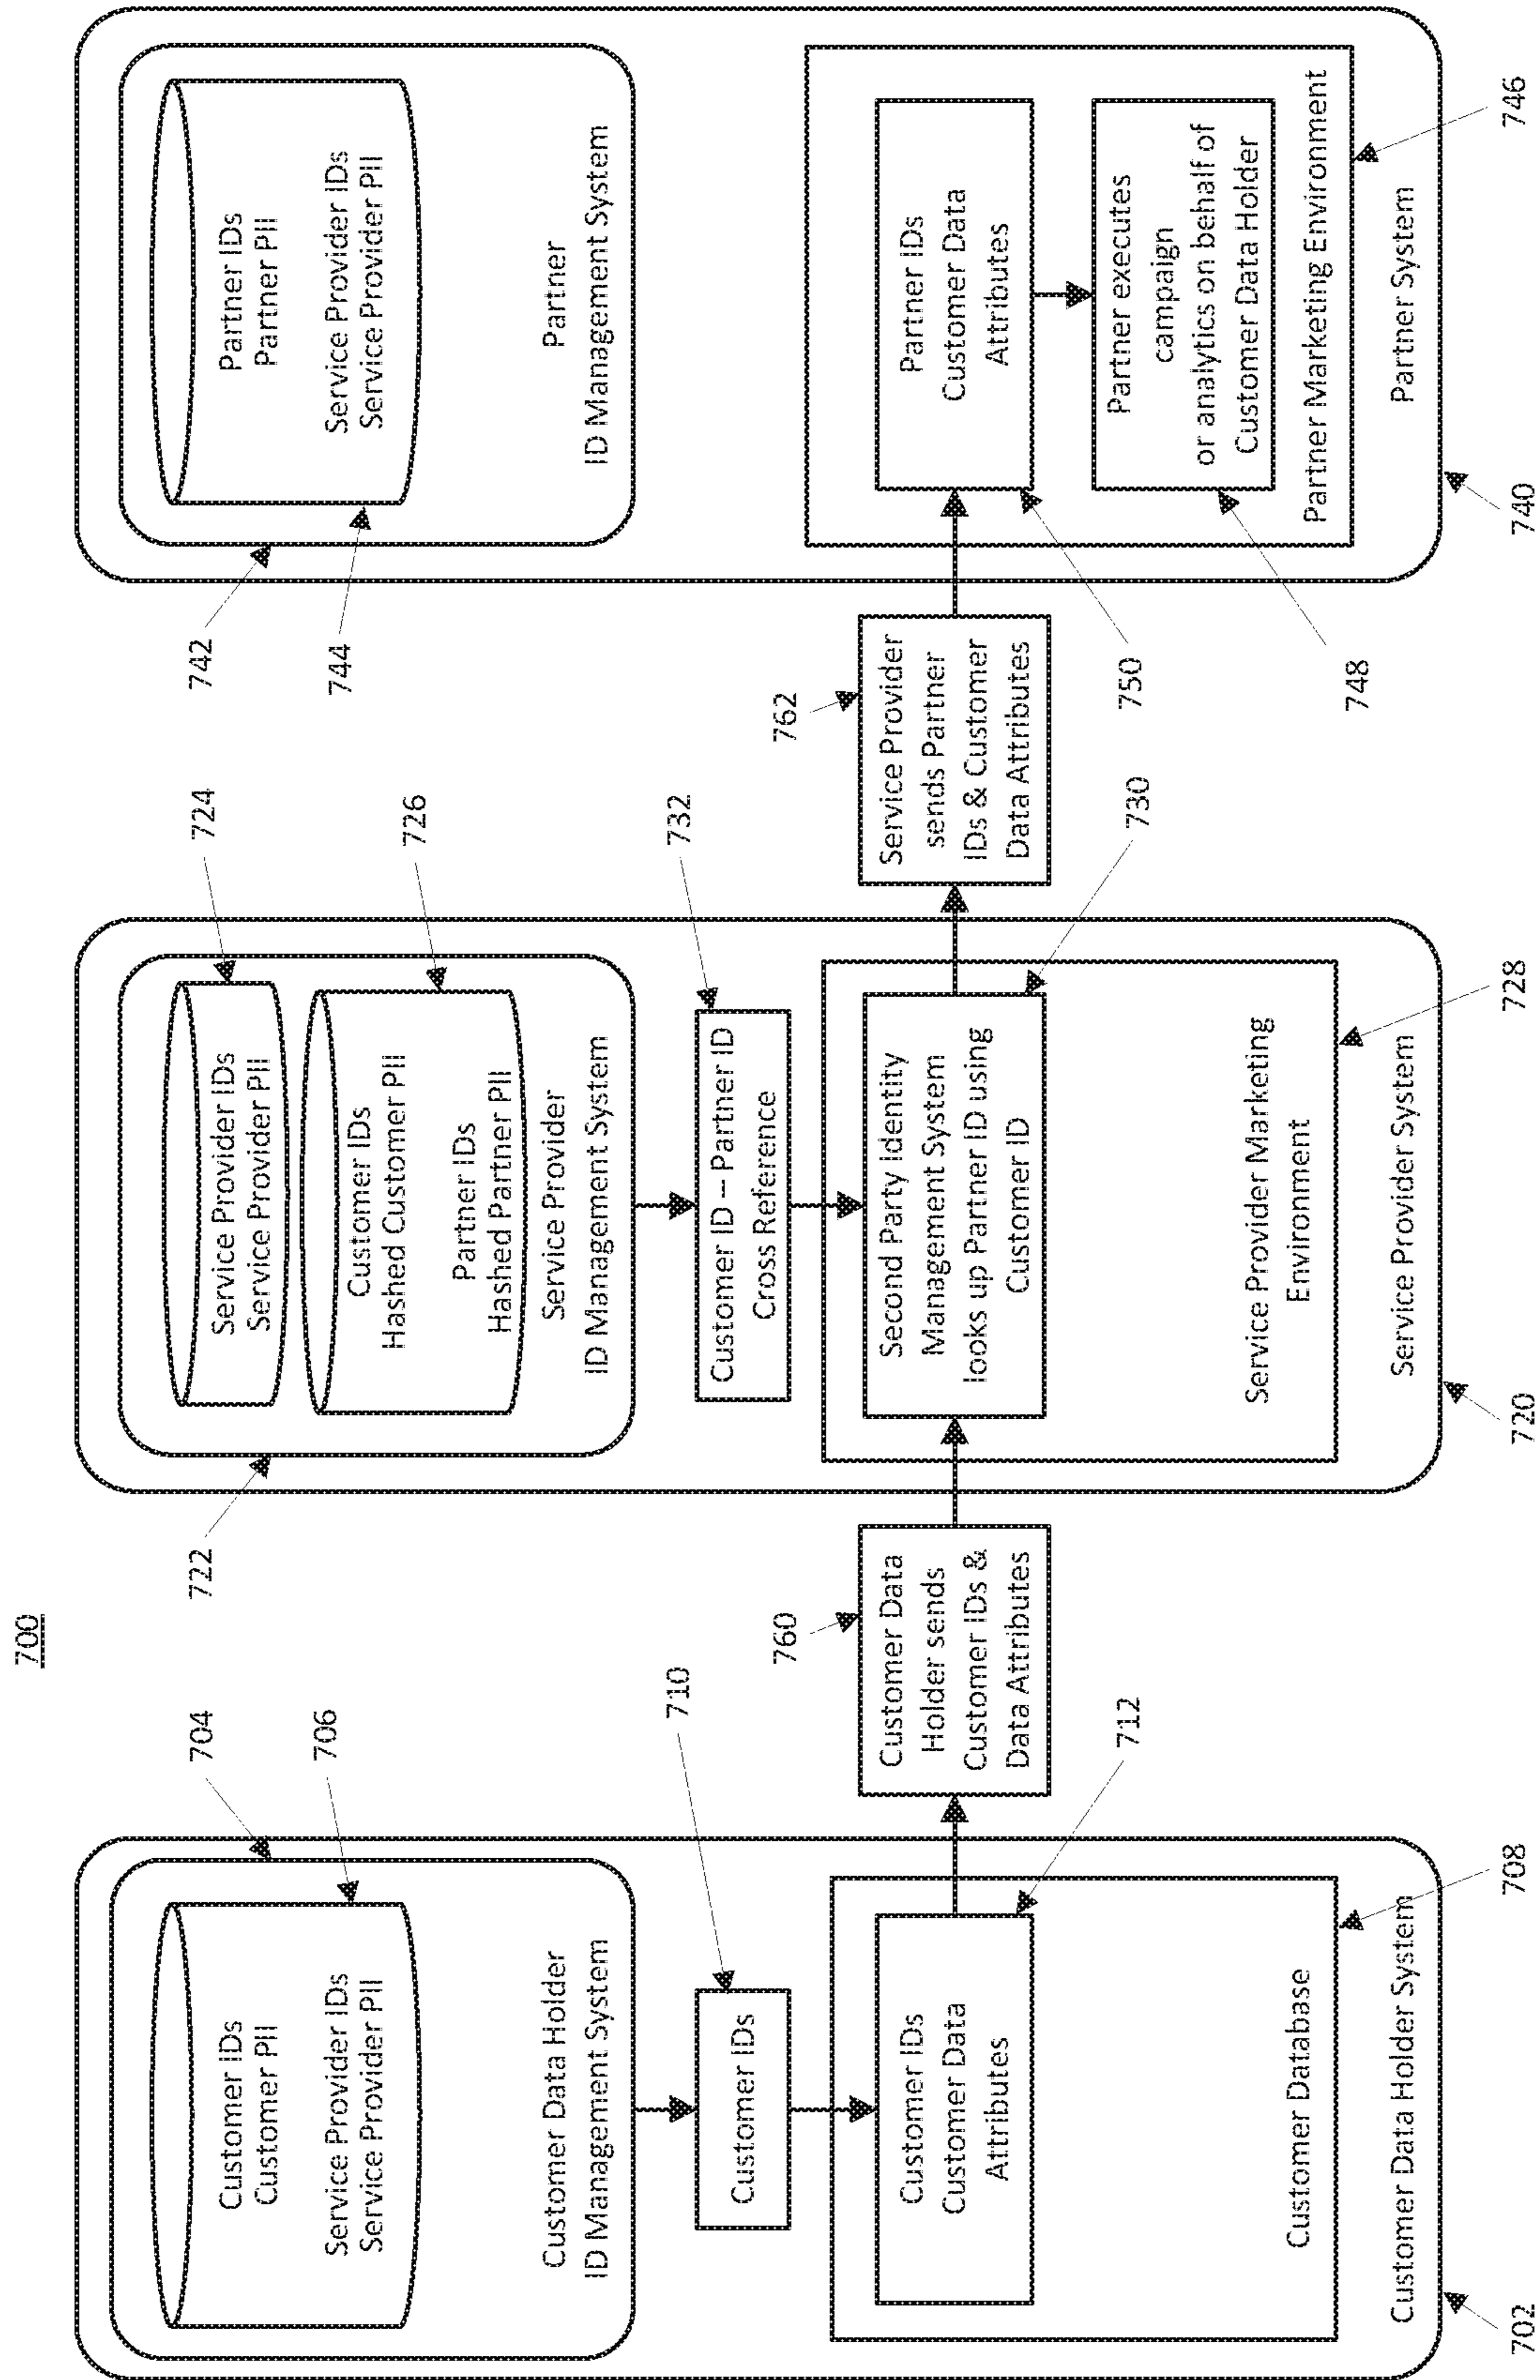 700
704
706
Customer IDs
Customer PII
Service Provider IDs
Service Provider PII
Customer Data Holder
ID Management System
710
Customer IDs
Customer IDs
Customer Data
Attributes
712
Customer Database
708
Customer Data Holder System
702
760
Customer Data
Holder sends
Customer IDs &
Data Attributes
722
724
726
Service Provider IDs
Service Provider PII
Customer IDs
Hashed Customer PII
Partner IDs
Hashed Partner PII
Service Provider
ID Management System
732
Customer ID – Partner ID
Cross Reference
Second Party Identity
Management System
looks up Partner ID using
Customer ID
730
Service Provider Marketing
Environment
728
Service Provider System
720
762
Service Provider
sends Partner
IDs & Customer
Data Attributes
742
744
Partner IDs
Partner PII
Service Provider IDs
Service Provider PII
Partner
ID Management System
Partner IDs
Customer Data
Attributes
750
Partner executes
campaign
or analytics on behalf of
Customer Data Holder
748
Partner Marketing Environment
746
Partner System
740